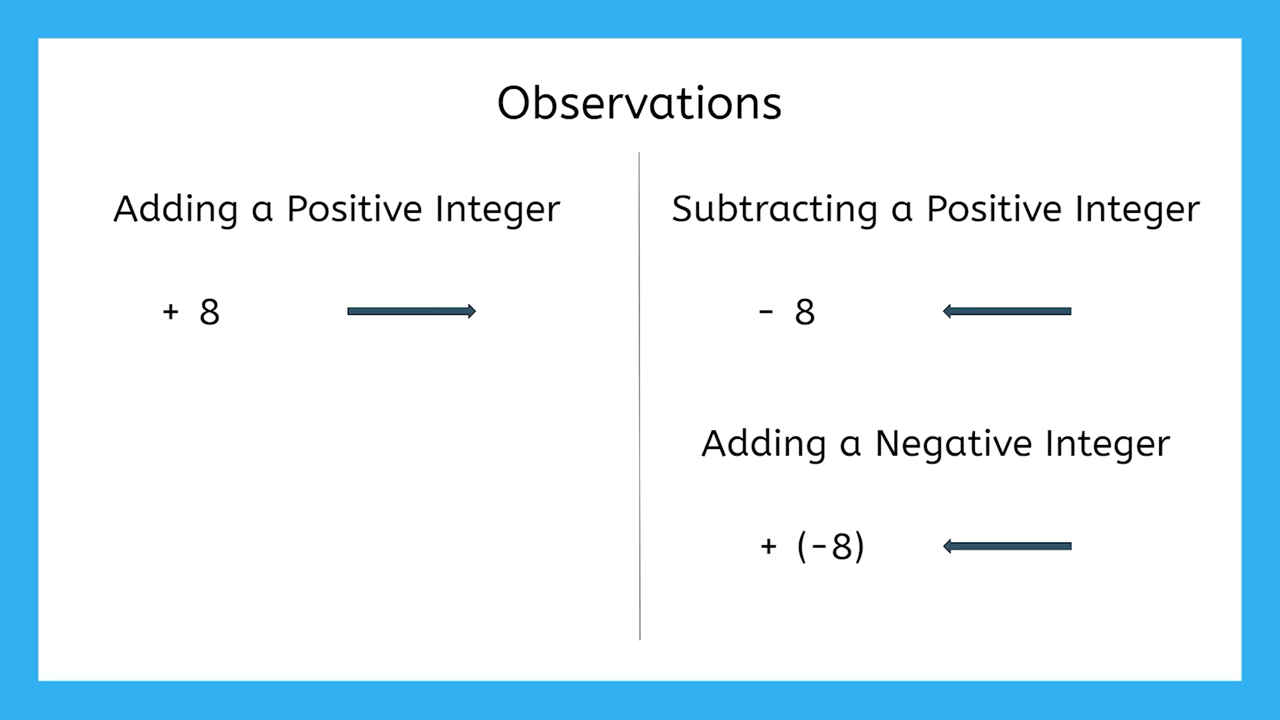 Observations
Adding a Positive Integer
+ 8
Subtracting a Positive Integer
- 8
Adding a Negative Integer
+ (-8)